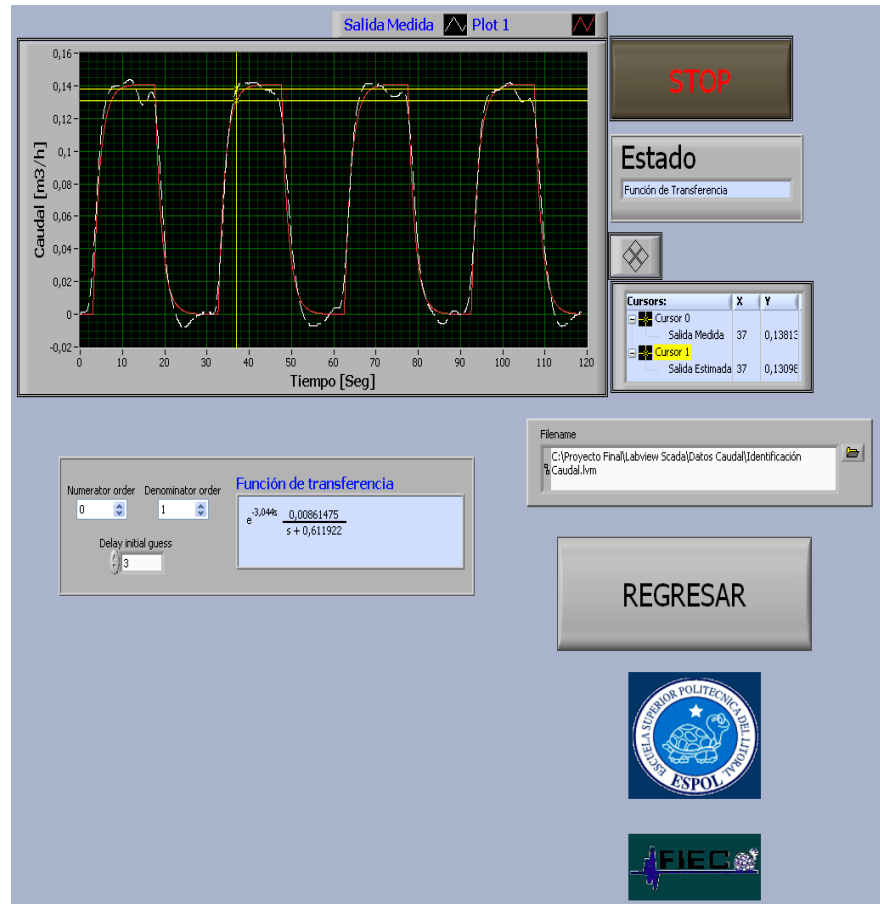 Salida Medida Plot 1
0,16
0,14
0,12
0,1
0,08
0,06
0,04
0,02
0
-0,02
Caudal [m3/h]
0 10 20 30 40 50 60 70 80 90 100 110 120
Tiempo [Seg]
STOP
Estado
Función de Transferencia
Cursors: X Y
Cursor 0
Salida Medida 37 0,13813
Cursor 1
Salida Estimada 37 0,13098
Filename
C:\Proyecto Final\Labview Scada\Datos Caudal\Identificación
Caudal.lvm
Numerator order Denominator order
0 1
Delay initial guess
3
Función de transferencia
e-3,044s 0,00861475
s + 0,611922
REGRESAR
ESCUELA SUPERIOR POLITECNICA DEL LITORAL
ESPOL
FIEC